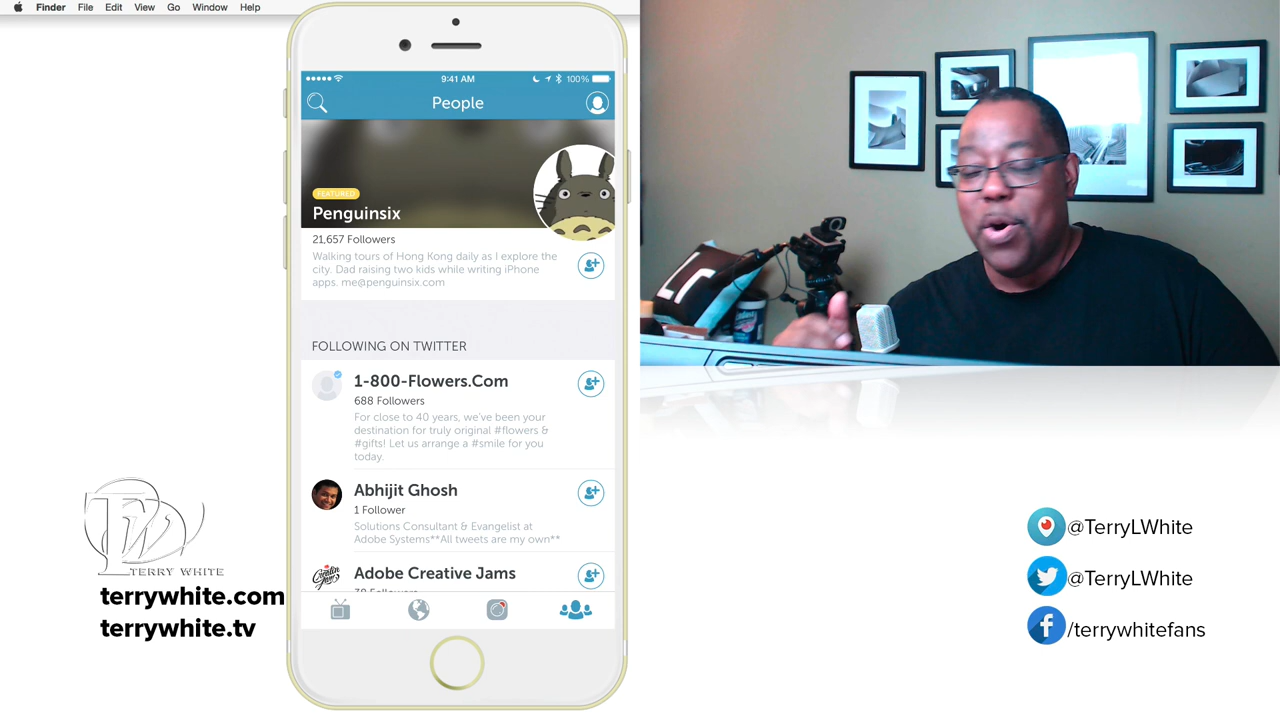 Finder File Edit View Go Window Help
9:41 AM
100%
People
FEATURED
Penguinsix
21,657 Followers
Walking tours of Hong Kong daily as I explore the
city. Dad raising two kids while writing iPhone
apps. me@penguinsix.com
FOLLOWING ON TWITTER
1-800-Flowers.Com
688 Followers
For close to 40 years, we've been your
destination for truly original #flowers &
#gifts! Let us arrange a #smile for you
today.
Abhijit Ghosh
1 Follower
Solutions Consultant & Evangelist at
Adobe Systems**All tweets are my own**
Adobe Creative Jams
TERRY WHITE
terrywhite.com
terrywhite.tv
@TerryLWhite
@TerryLWhite
/terrywhitefans